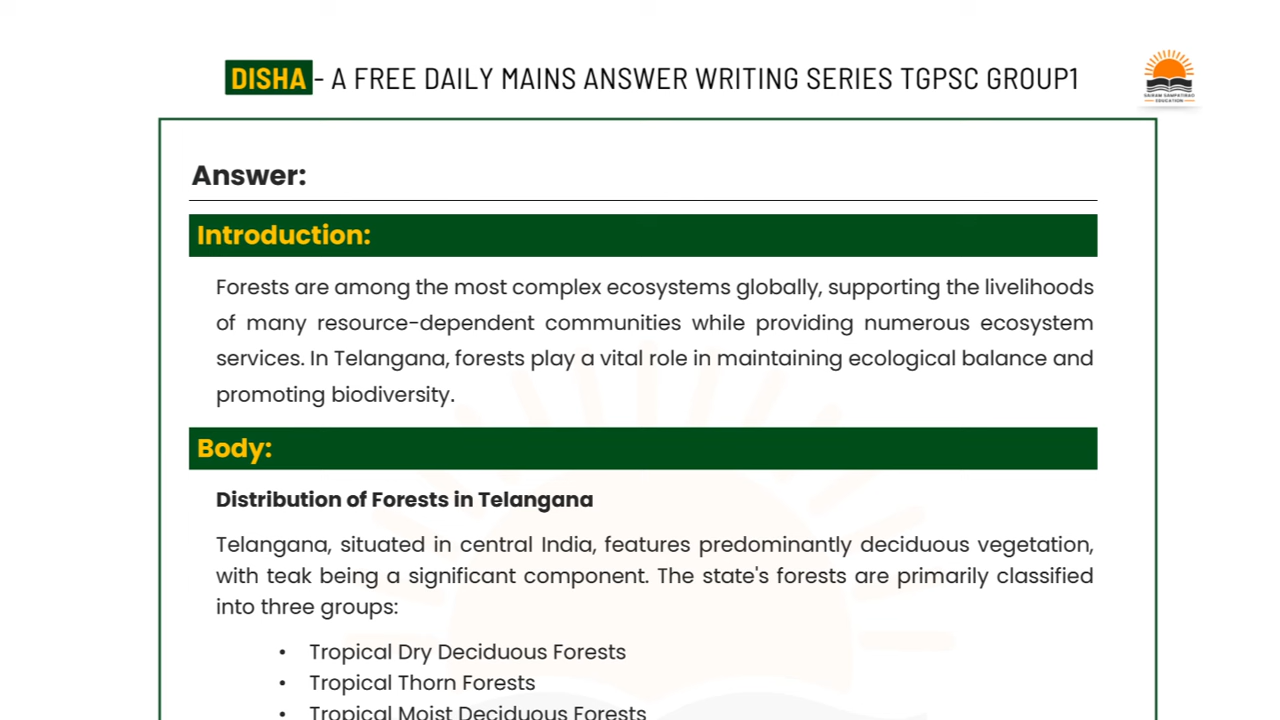 DISHA - A FREE DAILY MAINS ANSWER WRITING SERIES TGPSC GROUP1
SAIRAM SAMPATIRAO
EDUCATION
Answer:
Introduction:
Forests are among the most complex ecosystems globally, supporting the livelihoods
of many resource-dependent communities while providing numerous ecosystem
services. In Telangana, forests play a vital role in maintaining ecological balance and
promoting biodiversity.
Body:
Distribution of Forests in Telangana
Telangana, situated in central India, features predominantly deciduous vegetation,
with teak being a significant component. The state's forests are primarily classified
into three groups:
• Tropical Dry Deciduous Forests
• Tropical Thorn Forests
• Tropical Moist Deciduous Forests